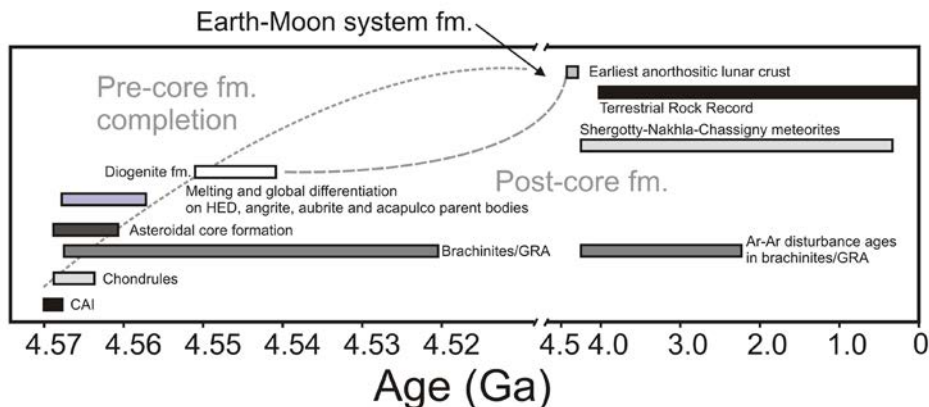 Earth-Moon system fm.
Earliest anorthositic lunar crust
Pre-core fm.
completion
Terrestrial Rock Record
Shergotty-Nakhla-Chassigny meteorites
Diogenite fm.
Melting and global differentiation
on HED, angrite, aubrite and acapulco parent bodies
Post-core fm.
Asteroidal core formation
Brachinites/GRA
Ar-Ar disturbance ages
in brachinites/GRA
Chondrules
CAI
4.57 4.56 4.55 4.54 4.53 4.52 4.5 4.0 3.0 2.0 1.0 0
Age (Ga)